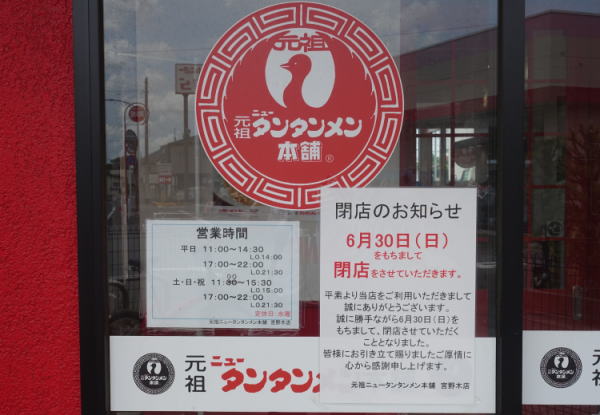 元祖
元祖
ニュー
タンタンメン
本舗
®
営業時間
平日 11:00～14:30
L.O.14:00
17:00～22:00
L.O.21:30
土・日・祝 11:00～15:30
L.O.15:00
17:00～22:00
L.O.21:30
定休日:水曜
元祖ニュータンタンメン本舗 宮野木店
閉店のお知らせ
6月30日(日)
をもちまして
閉店をさせていただきます。
平素より当店をご利用いただきまして
誠にありがとうございます。
誠に勝手ながら6月30日(日)を
もちまして、閉店させていただく
こととなりました。
皆様にお引き立て賜りましたご厚情に
心から感謝申し上げます。
元祖ニュータンタンメン本舗 宮野木店
元祖
ニュー
タンタンメ